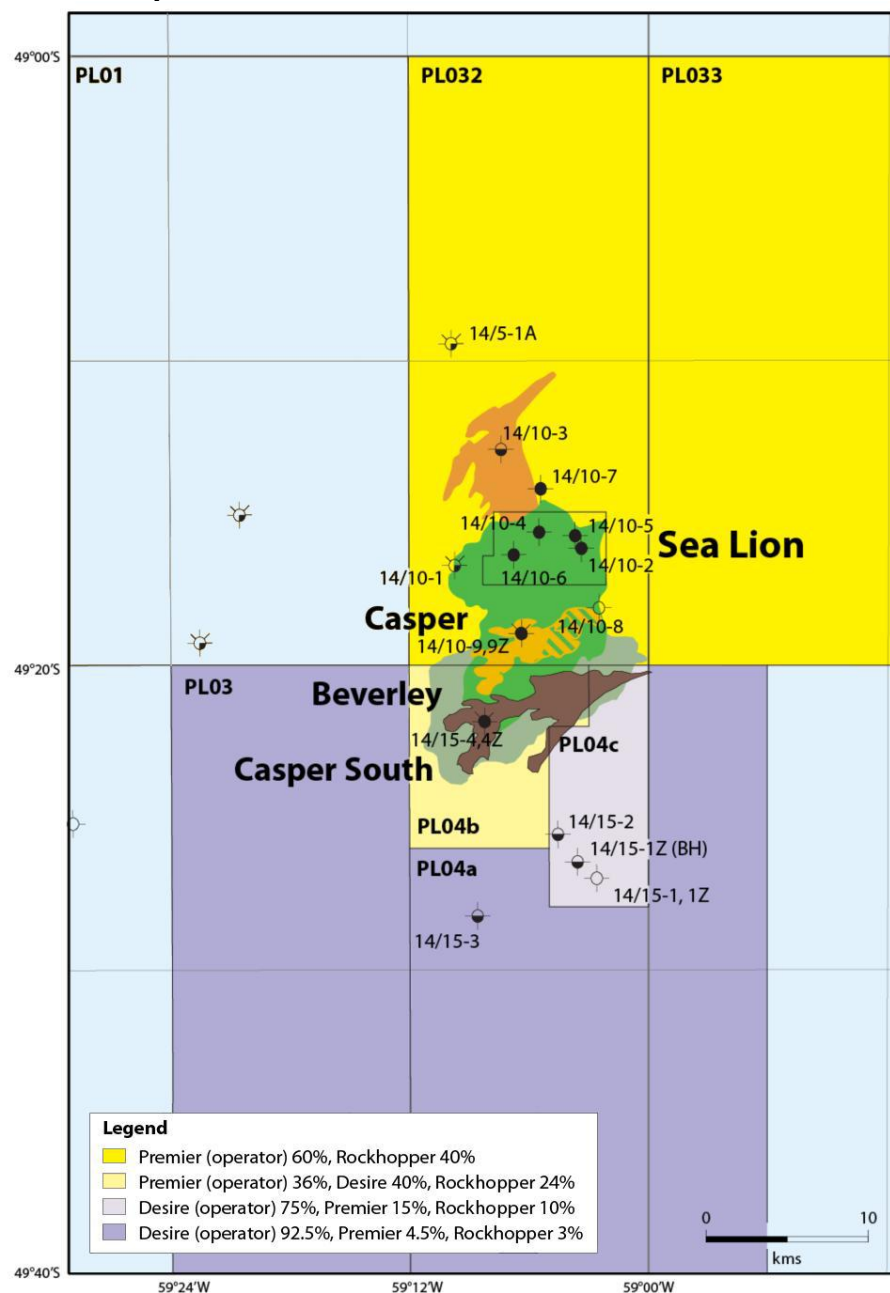 49°00'S
PL01
PL032
PL033
14/5-1A
14/10-3
14/10-7
14/10-4
14/10-5
Sea Lion
14/10-2
14/10-1
14/10-6
Casper
14/10-8
14/10-9,9Z
49°20'S
PL03
Beverley
14/15-4,4Z
PL04c
Casper South
PL04b
14/15-2
14/15-1Z (BH)
PL04a
14/15-1, 1Z
14/15-3
Legend
Premier (operator) 60%, Rockhopper 40%
Premier (operator) 36%, Desire 40%, Rockhopper 24%
Desire (operator) 75%, Premier 15%, Rockhopper 10%
Desire (operator) 92.5%, Premier 4.5%, Rockhopper 3%
0 10
kms
49°40'S
59°24'W 59°12'W 59°00'W